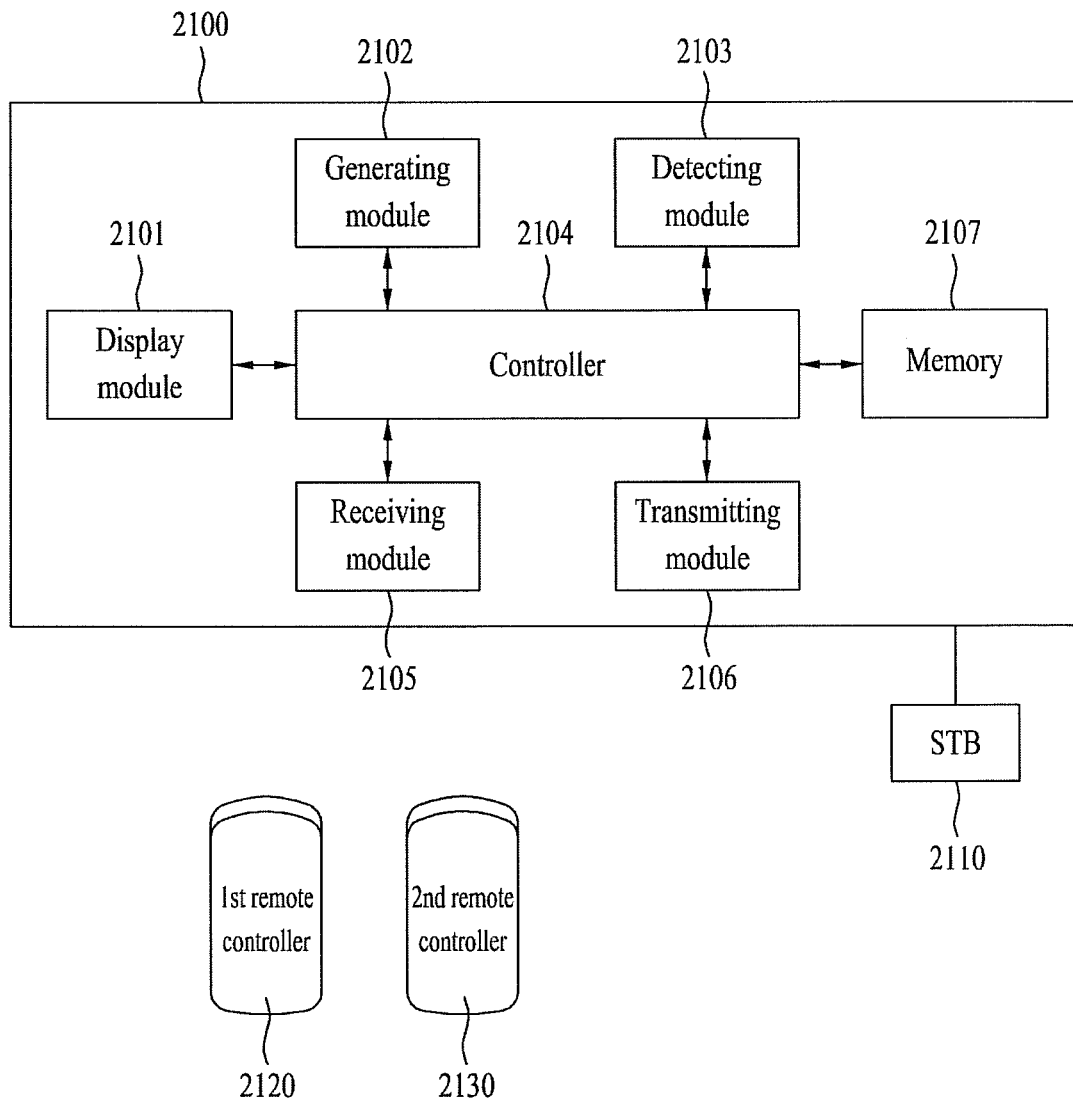 2100
2102
2103
Generating
module
Detecting
module
2101
2104
2107
Display
module
Controller
Memory
Receiving
module
Transmitting
module
2105
2106
STB
2110
1st remote
controller
2nd remote
controller
2120
2130